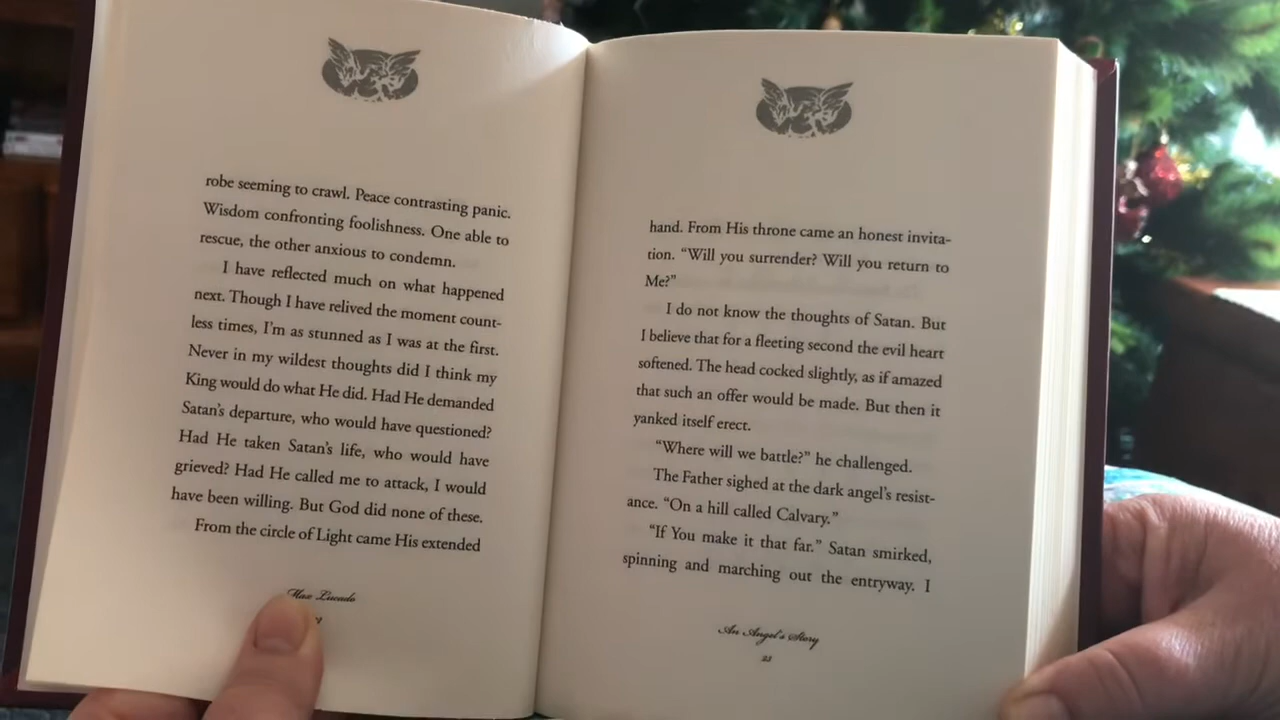 robe seeming to crawl. Peace contrasting panic.
Wisdom confronting foolishness. One able to
rescue, the other anxious to condemn.
I have reflected much on what happened
next. Though I have relived the moment count-
less times, I'm as stunned as I was at the first.
Never in my wildest thoughts did I think my
King would do what He did. Had He demanded
Satan's departure, who would have questioned?
Had He taken Satan's life, who would have
grieved? Had He called me to attack, I would
have been willing. But God did none of these.
From the circle of Light came His extended
Max Lucado
hand. From His throne came an honest invita-
tion. “Will you surrender? Will you return to
Me?”
I do not know the thoughts of Satan. But
I believe that for a fleeting second the evil heart
softened. The head cocked slightly, as if amazed
that such an offer would be made. But then it
yanked itself erect.
“Where will we battle?” he challenged.
The Father sighed at the dark angel's resist-
ance. “On a hill called Calvary.”
“If You make it that far.” Satan smirked,
spinning and marching out the entryway. I
An Angel's Story